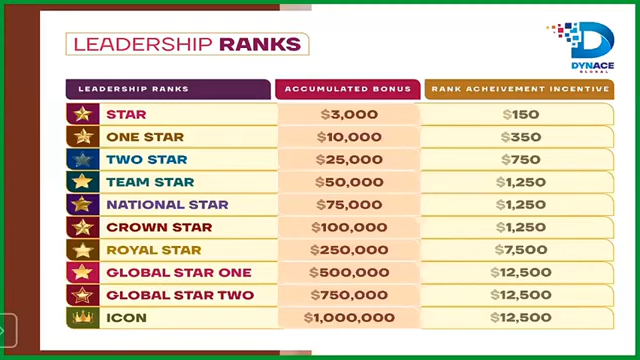 LEADERSHIP RANKS
DYNACE
GLOBAL
LEADERSHIP RANKS ACCUMULATED BONUS RANK ACHEIVEMENT INCENTIVE
STAR $3,000 $150
ONE STAR $10,000 $350
TWO STAR $25,000 $750
TEAM STAR $50,000 $1,250
NATIONAL STAR $75,000 $1,250
CROWN STAR $100,000 $1,250
ROYAL STAR $250,000 $7,500
GLOBAL STAR ONE $500,000 $12,500
GLOBAL STAR TWO $750,000 $12,500
ICON $1,000,000 $12,500